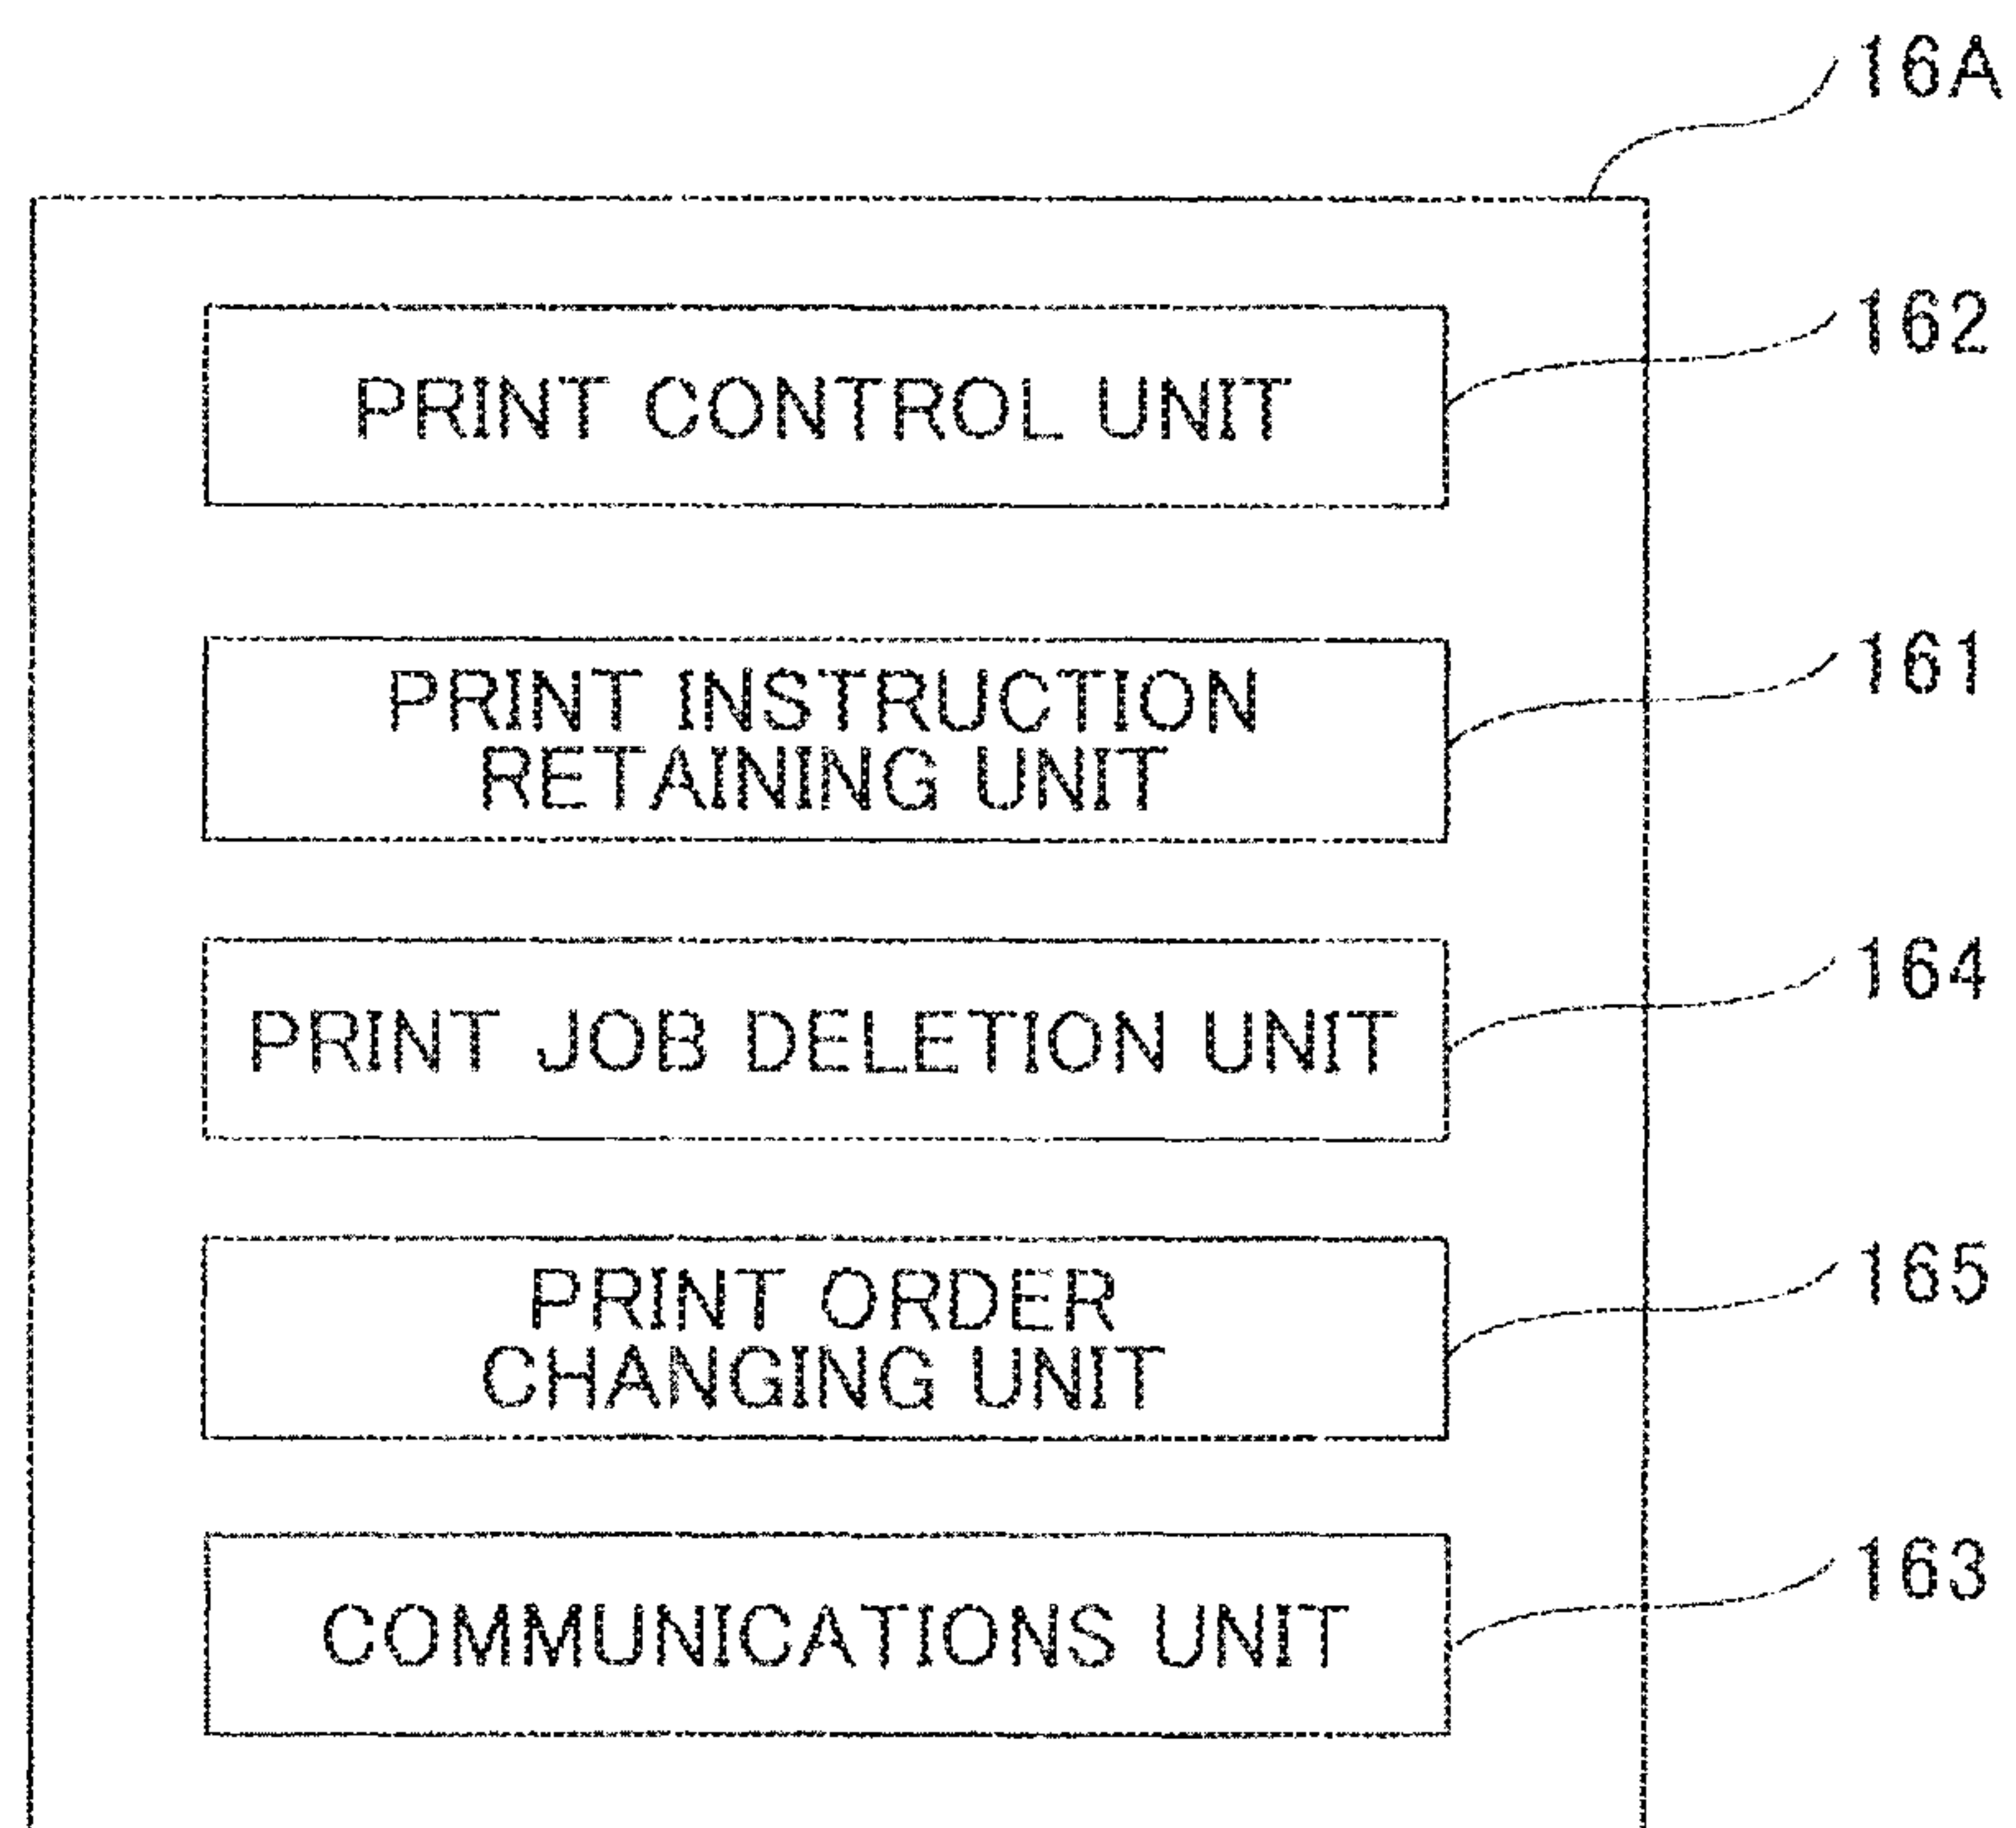 16A
PRINT CONTROL UNIT
162
PRINT INSTRUCTION
RETAINING UNIT
161
PRINT JOB DELETION UNIT
164
PRINT ORDER
CHANGING UNIT
165
COMMUNICATIONS UNIT
163